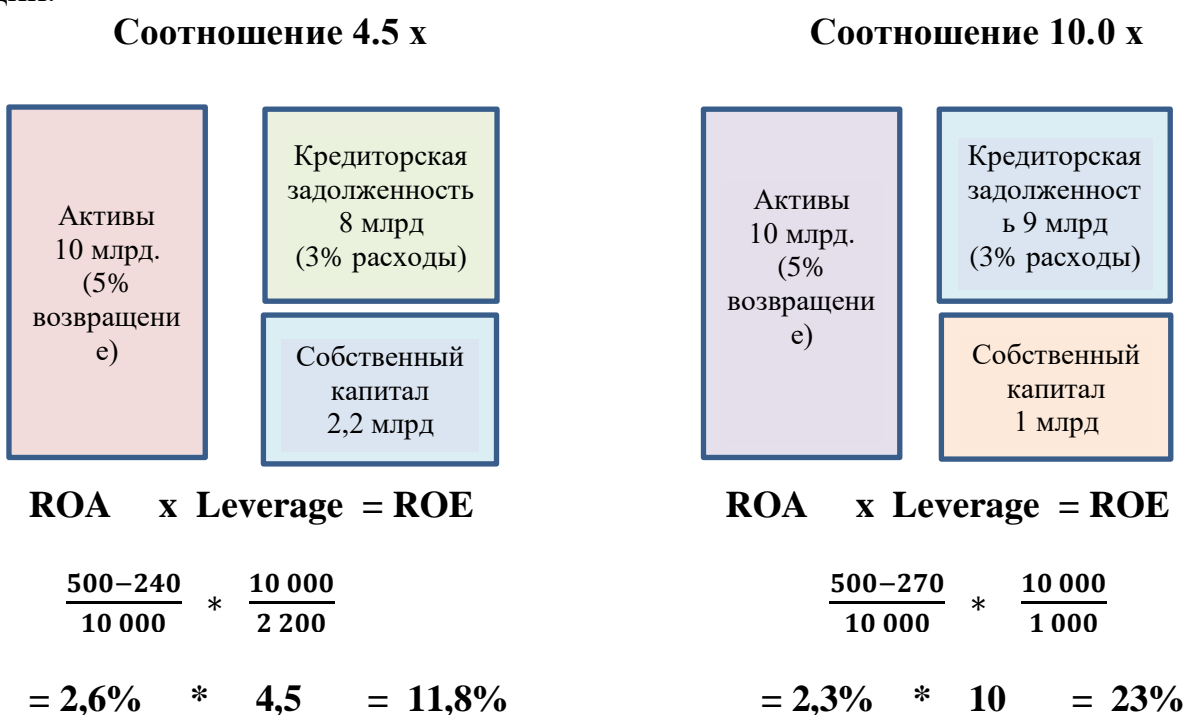 Соотношение 4.5 x
Активы
10 млрд.
(5%
возвращени
е)
Кредиторская
задолженность
8 млрд
(3% расходы)
Собственный
капитал
2,2 млрд
ROA x Leverage = ROE
500−240 / 10 000 * 10 000 / 2 200
= 2,6% * 4,5 = 11,8%
Соотношение 10.0 x
Активы
10 млрд.
(5%
возвращени
е)
Кредиторская
задолженност
ь 9 млрд
(3% расходы)
Собственный
капитал
1 млрд
ROA x Leverage = ROE
500−270 / 10 000 * 10 000 / 1 000
= 2,3% * 10 = 23%